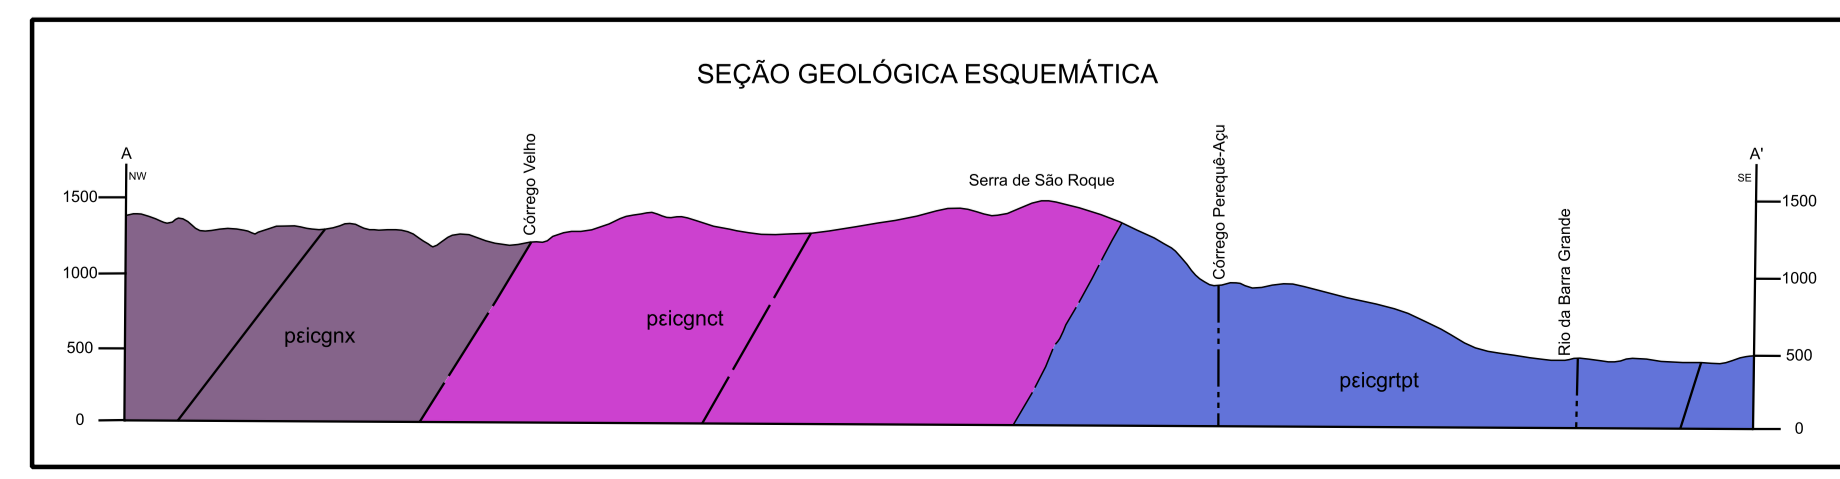 SEÇÃO GEOLÓGICA ESQUEMÁTICA
A
NW
1500
1000
500
0
Córrego Velho
Serra de São Roque
Córrego Perequê-Açu
Rio da Barra Grande
A'
SE
1500
1000
500
0
pεicgnx
pεicgnct
pεicgrtpt